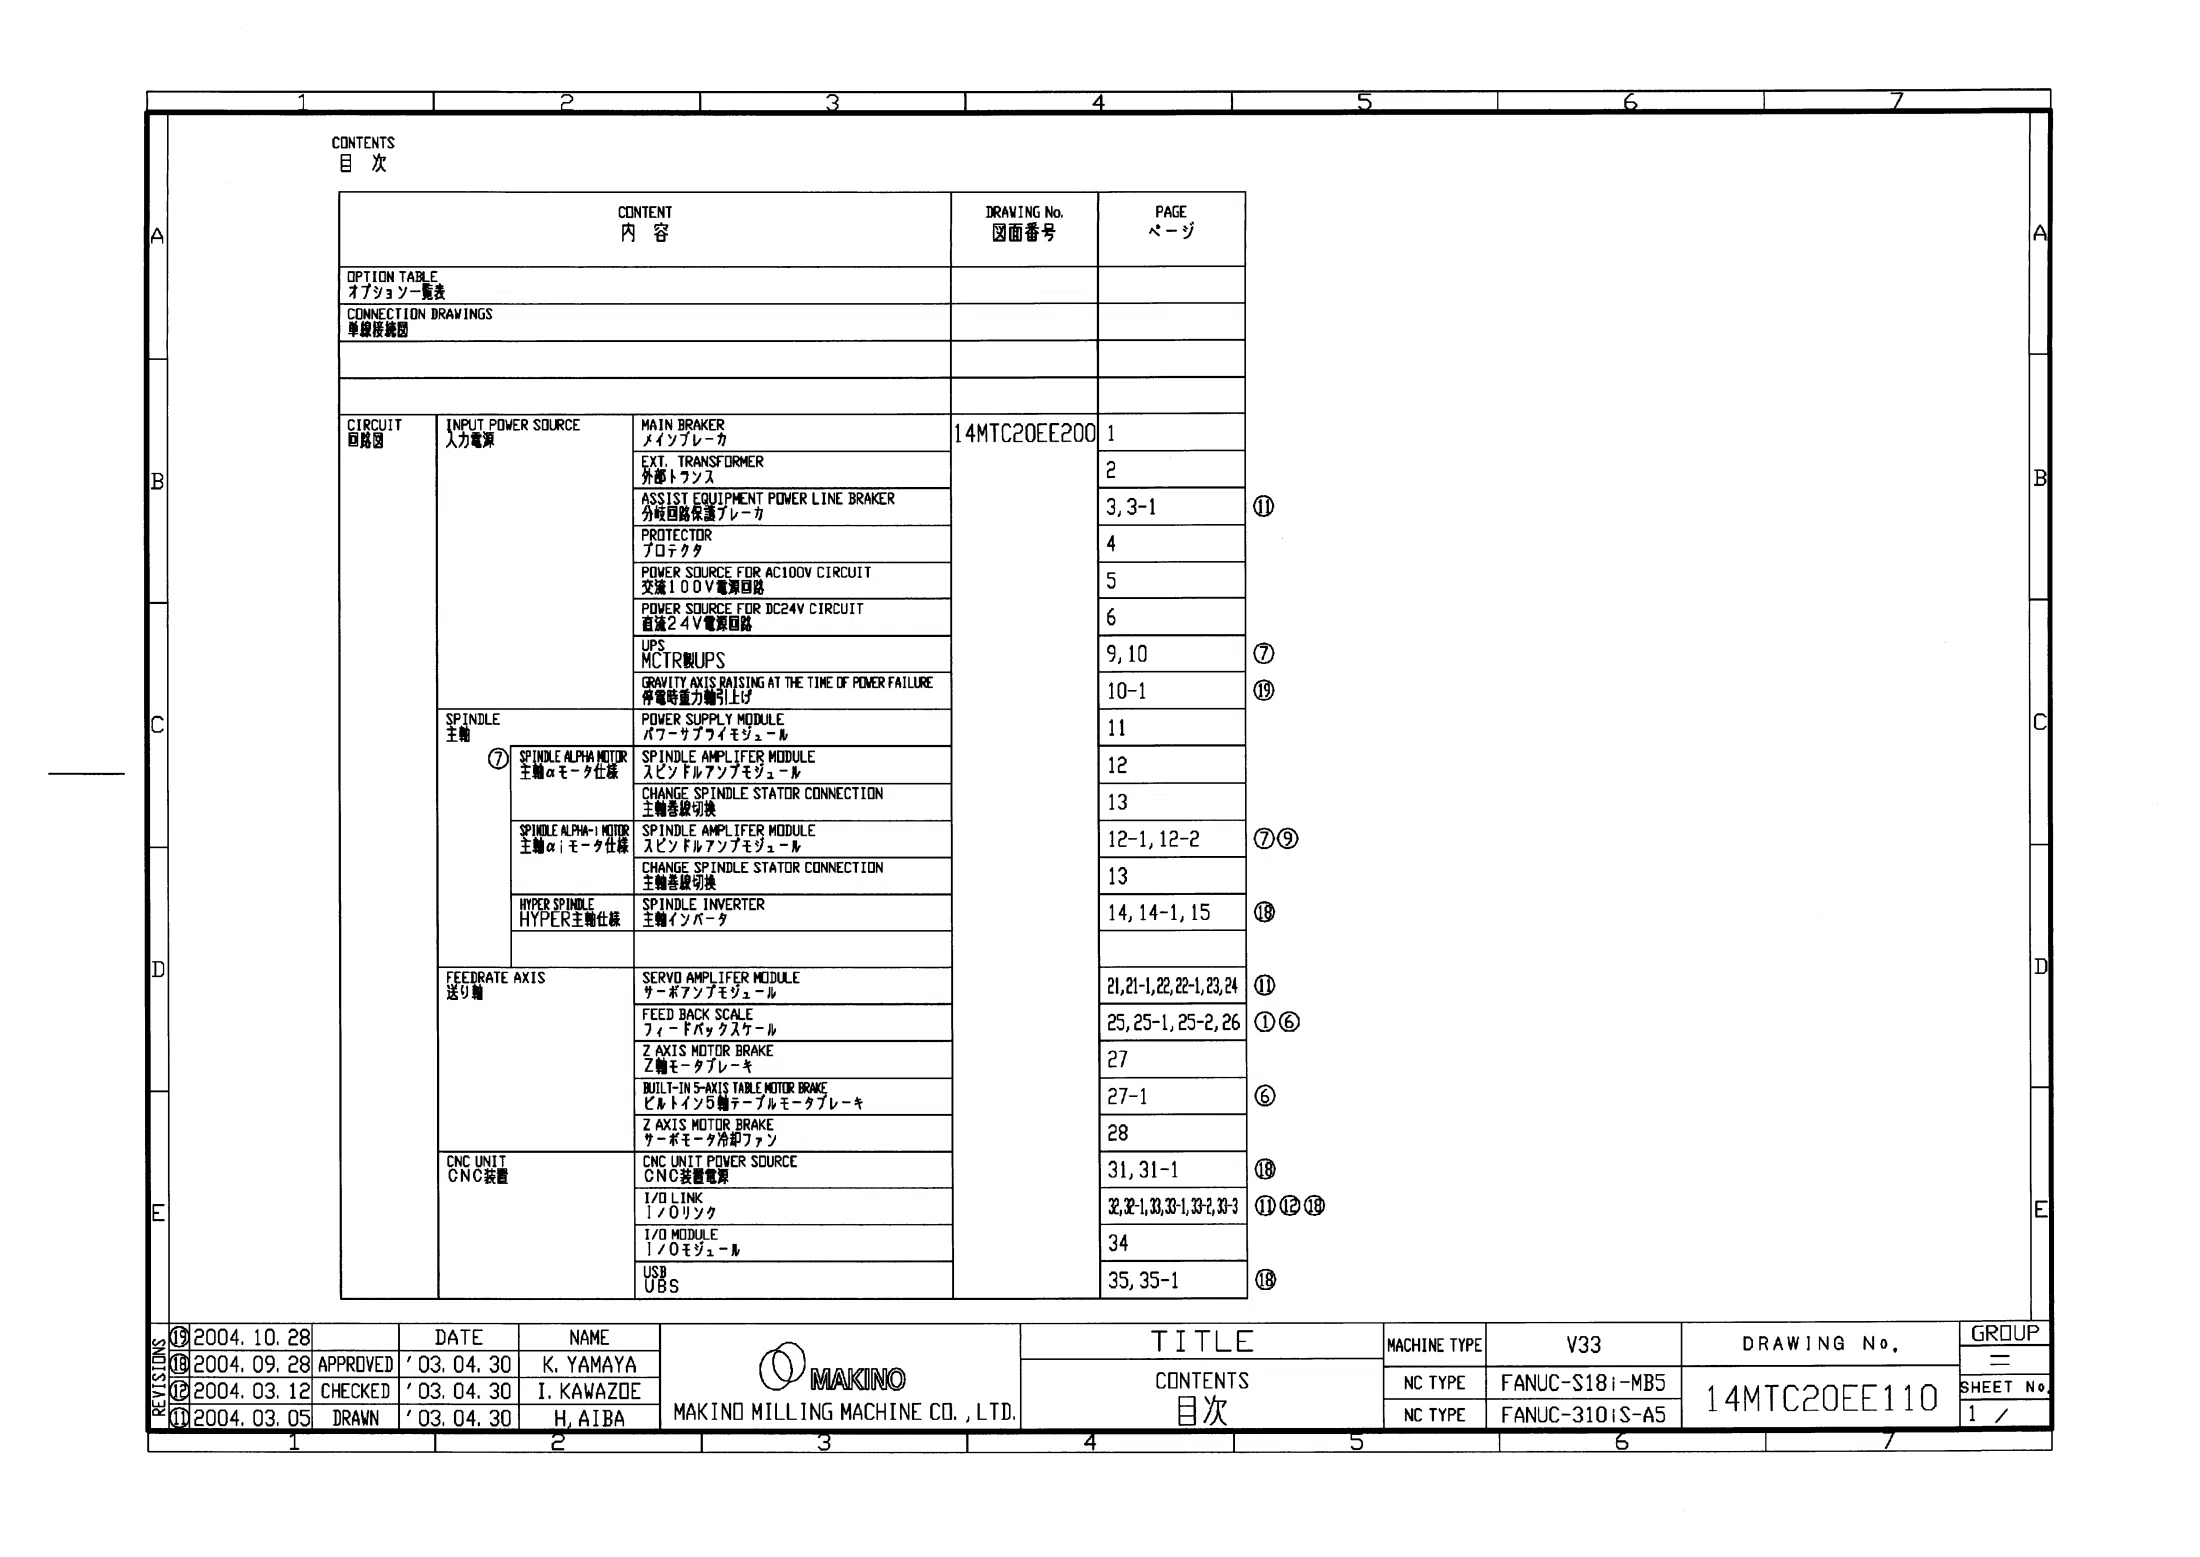 1 2 3 4 5 6 7
CONTENTS
目 次
CONTENT DRAWING No. PAGE
内 容 図面番号 ページ
A A
OPTION TABLE
オプション一覧表
CONNECTION DRAWINGS
単線接続図
CIRCUIT INPUT POWER SOURCE MAIN BRAKER 14MTC20EE200 1
回路図 入力電源 メインブレーカ
EXT. TRANSFORMER 2
外部トランス
B B
ASSIST EQUIPMENT POWER LINE BRAKER 3, 3-1 ⑪
分岐回路保護ブレーカ
PROTECTOR 4
プロテクタ
POWER SOURCE FOR AC100V CIRCUIT 5
交流100V電源回路
POWER SOURCE FOR DC24V CIRCUIT 6
直流24V電源回路
UPS 9, 10 ⑦
MCTR製UPS
GRAVITY AXIS RAISING AT THE TIME OF POWER FAILURE 10-1 ⑲
停電時重力軸引上げ
C C
SPINDLE POWER SUPPLY MODULE 11
主軸 パワーサプライモジュール
⑦ SPINDLE ALPHA MOTOR SPINDLE AMPLIFER MODULE 12
主軸αモータ仕様 スピンドルアンプモジュール
CHANGE SPINDLE STATOR CONNECTION 13
主軸巻線切換
SPINDLE ALPHA-i MOTOR SPINDLE AMPLIFER MODULE 12-1, 12-2 ⑦⑨
主軸αiモータ仕様 スピンドルアンプモジュール
CHANGE SPINDLE STATOR CONNECTION 13
主軸巻線切換
HYPER SPINDLE SPINDLE INVERTER 14, 14-1, 15 ⑱
HYPER主軸仕様 主軸インバータ
D D
FEEDRATE AXIS SERVO AMPLIFER MODULE 21,21-1,22,22-1,23,24 ⑪
送り軸 サーボアンプモジュール
FEED BACK SCALE 25, 25-1, 25-2, 26 ①⑥
フィードバックスケール
Z AXIS MOTOR BRAKE 27
Z軸モータブレーキ
BUILT-IN 5-AXIS TABLE MOTOR BRAKE 27-1 ⑥
ビルトイン5軸テーブルモータブレーキ
Z AXIS MOTOR BRAKE 28
サーボモータ冷却ファン
CNC UNIT CNC UNIT POWER SOURCE 31, 31-1 ⑱
CNC装置 CNC装置電源
I/O LINK 32,32-1,33,33-1,33-2,33-3 ⑪⑫⑱
I/Oリンク
E E
I/O MODULE 34
I/Oモジュール
USB 35, 35-1 ⑱
UBS
REVISIONS
⑲ 2004. 10. 28 DATE NAME
⑱ 2004. 09. 28 APPROVED '03. 04. 30 K. YAMAYA
⑫ 2004. 03. 12 CHECKED '03. 04. 30 I. KAWAZOE
⑪ 2004. 03. 05 DRAWN '03. 04. 30 H, AIBA
MAKINO
MAKINO MILLING MACHINE CO. , LTD.
TITLE
CONTENTS
目次
MACHINE TYPE V33
NC TYPE FANUC-S18i-MB5
NC TYPE FANUC-310iS-A5
DRAWING No.
14MTC20EE110
GROUP
=
SHEET No.
1 /
1 2 3 4 5 6 7